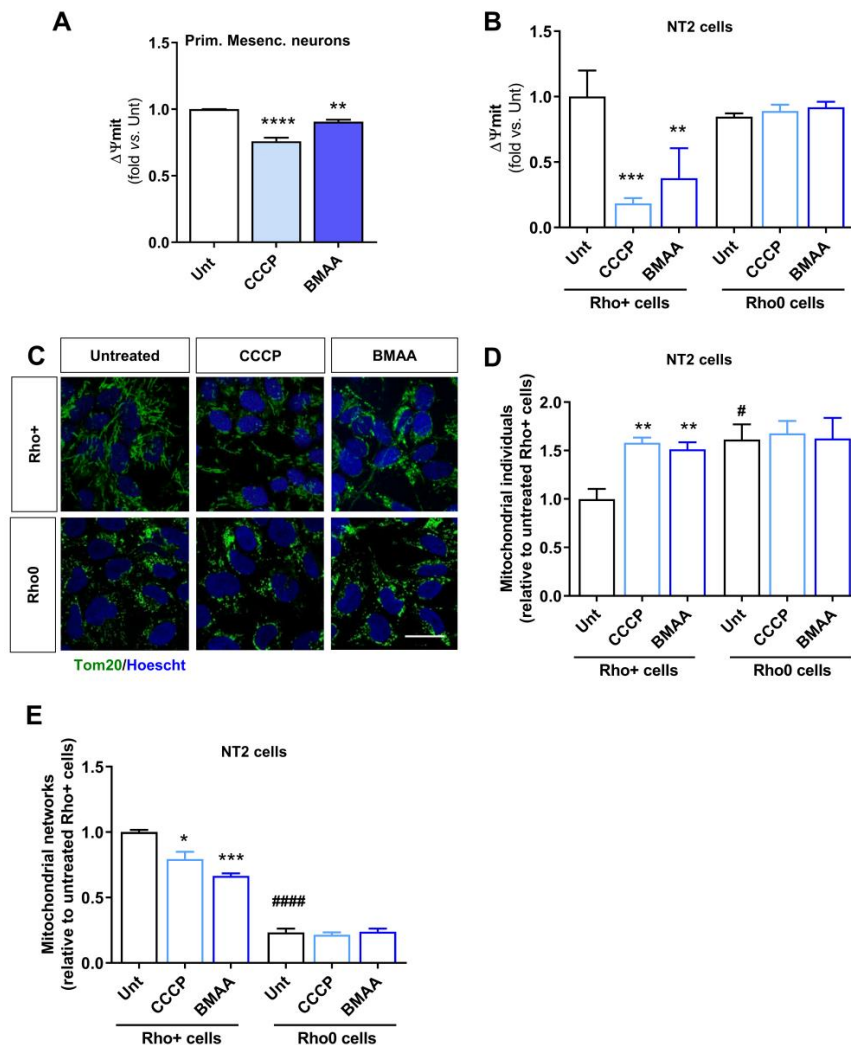 A
Prim. Mesenc. neurons
ΔΨmit
(fold vs. Unt)
1.5
1.0
0.5
0.0
****
**
Unt
CCCP
BMAA
B
NT2 cells
ΔΨmit
(fold vs. Unt)
1.5
1.0
0.5
0.0
***
**
Unt
CCCP
BMAA
Unt
CCCP
BMAA
Rho+ cells
Rho0 cells
C
Untreated
CCCP
BMAA
Rho+
Rho0
Tom20/Hoescht
D
NT2 cells
Mitochondrial individuals
(relative to untreated Rho+ cells)
2.0
1.5
1.0
0.5
0.0
**
**
#
Unt
CCCP
BMAA
Unt
CCCP
BMAA
Rho+ cells
Rho0 cells
E
NT2 cells
Mitochondrial networks
(relative to untreated Rho+ cells)
1.5
1.0
0.5
0.0
*
***
####
Unt
CCCP
BMAA
Unt
CCCP
BMAA
Rho+ cells
Rho0 cells